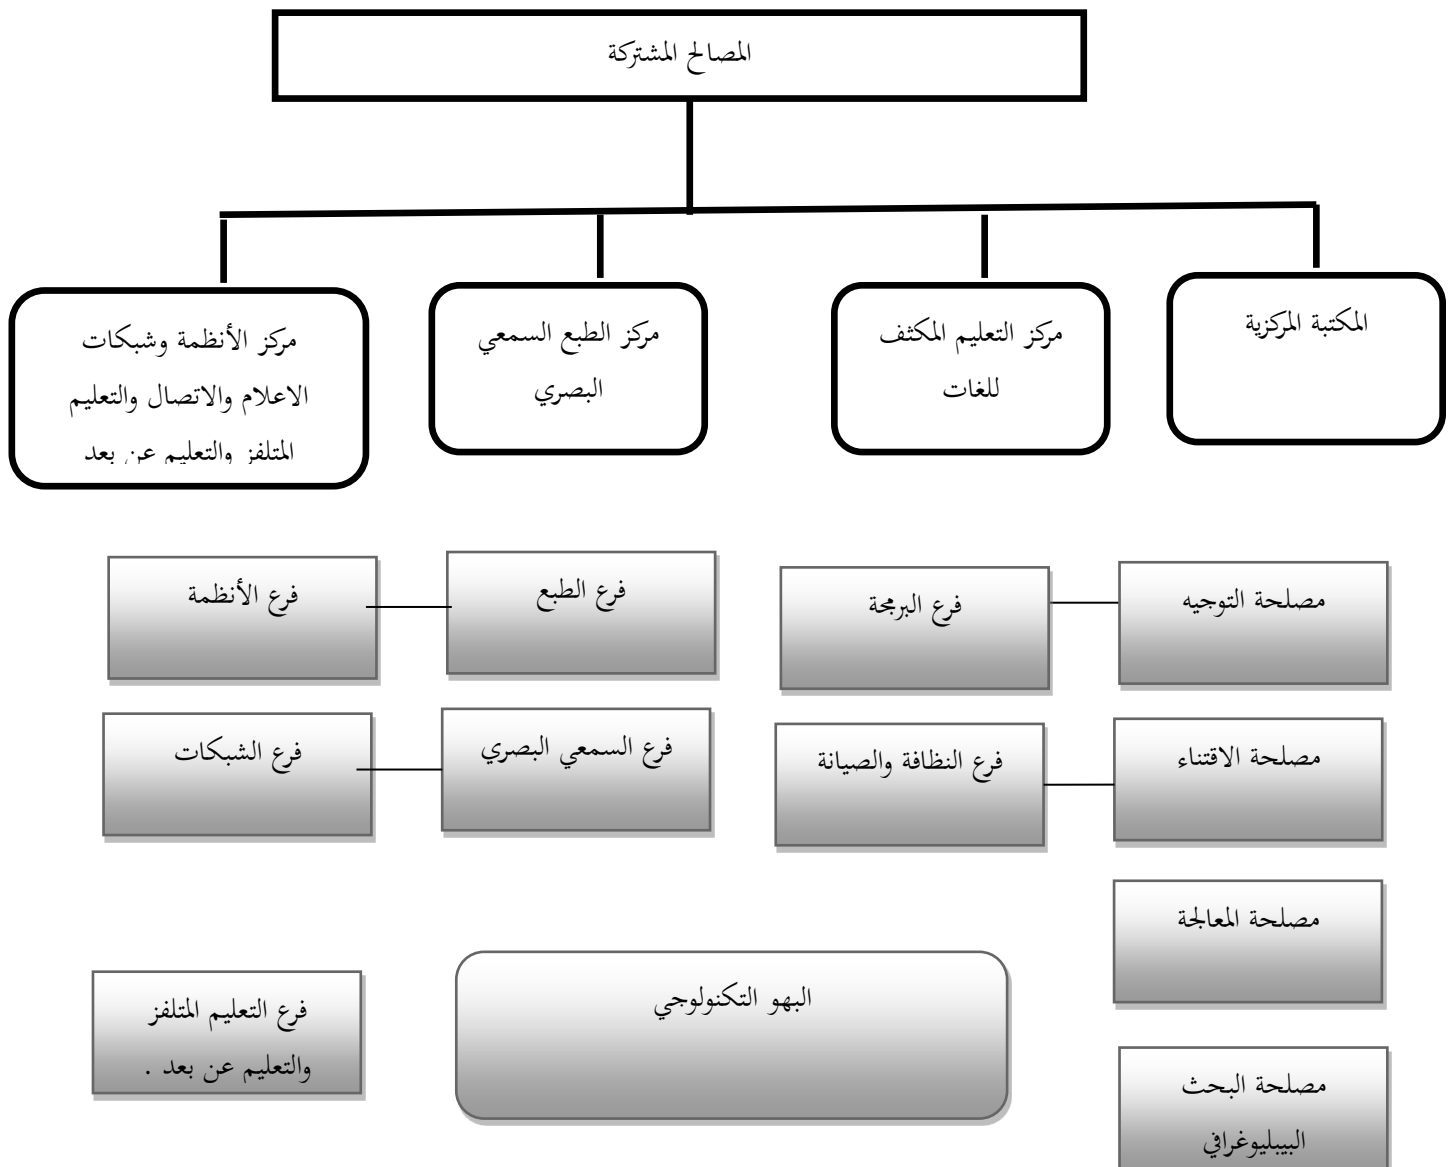 المصالح المشتركة
المكتبة المركزية
مركز التعليم المكثف
للغات
مركز الطبع السمعي
البصري
مركز الأنظمة وشبكات
الاعلام والاتصال والتعليم
المتلفز والتعليم عن بعد
مصلحة التوجيه
فرع البرمجة
فرع الطبع
فرع الأنظمة
مصلحة الاقتناء
فرع النظافة والصيانة
فرع السمعي البصري
فرع الشبكات
مصلحة المعالجة
البهو التكنولوجي
فرع التعليم المتلفز
والتعليم عن بعد .
مصلحة البحث
البيبليوغرافي